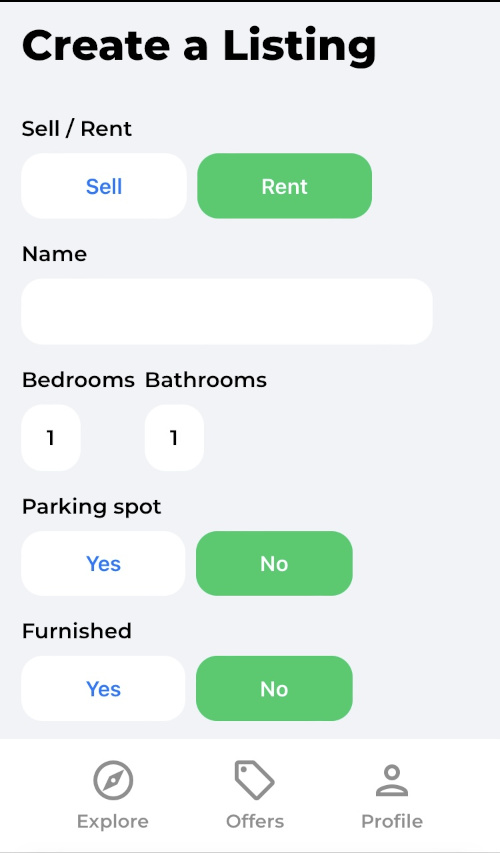 Create a Listing
Sell / Rent
Sell Rent
Name
Bedrooms Bathrooms
1 1
Parking spot
Yes No
Furnished
Yes No
Explore Offers Profile